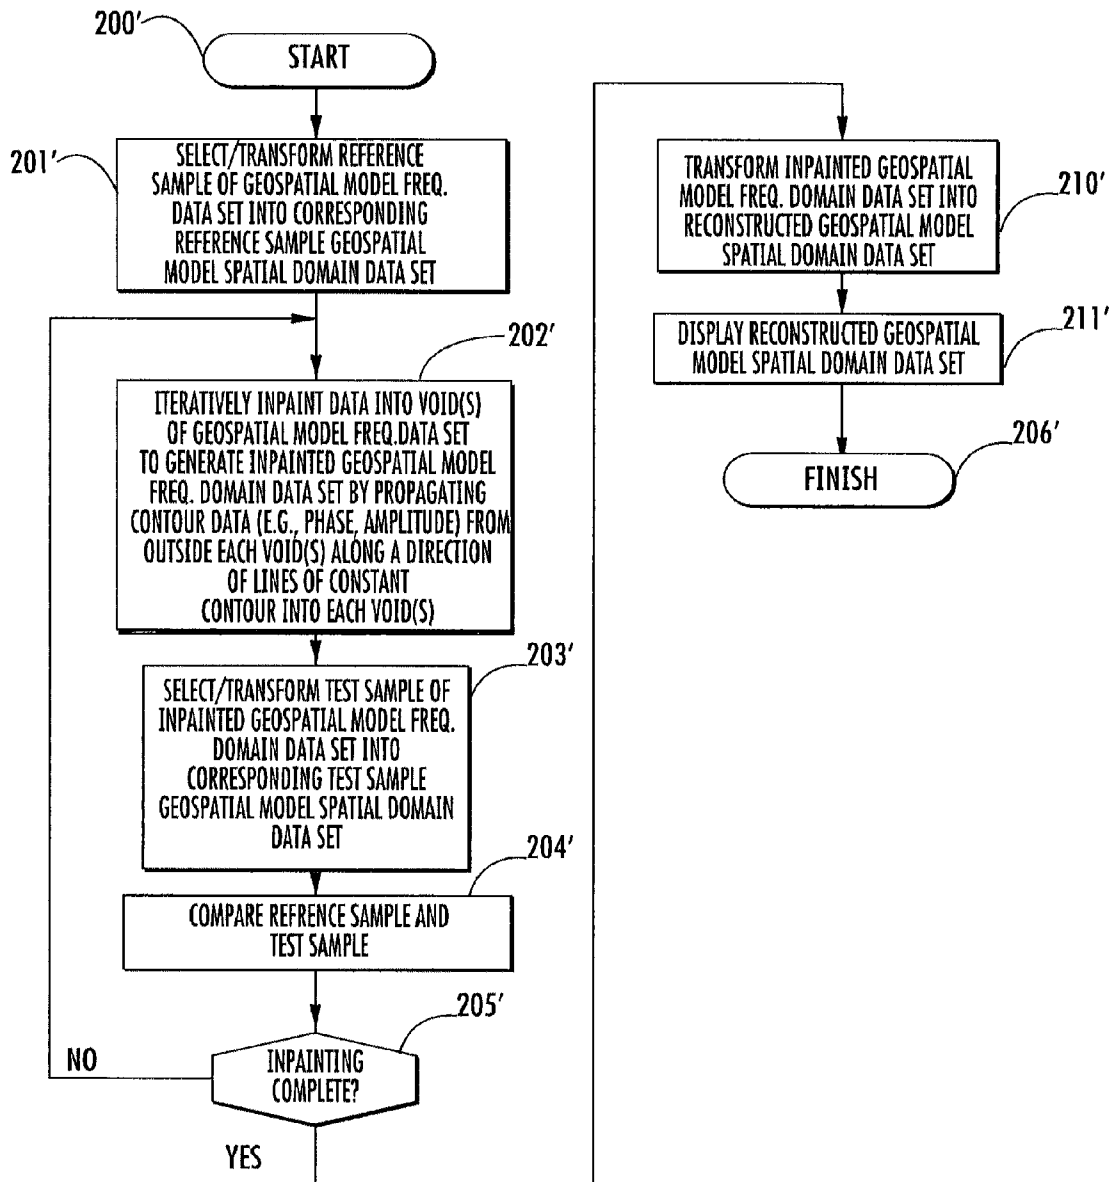 200'
START
201'
SELECT/TRANSFORM REFERENCE
SAMPLE OF GEOSPATIAL MODEL FREQ.
DATA SET INTO CORRESPONDING
REFERENCE SAMPLE GEOSPATIAL
MODEL SPATIAL DOMAIN DATA SET
202'
ITERATIVELY INPAINT DATA INTO VOID(S)
OF GEOSPATIAL MODEL FREQ.DATA SET
TO GENERATE INPAINTED GEOSPATIAL MODEL
FREQ. DOMAIN DATA SET BY PROPAGATING
CONTOUR DATA (E.G., PHASE, AMPLITUDE) FROM
OUTSIDE EACH VOID(S) ALONG A DIRECTION
OF LINES OF CONSTANT
CONTOUR INTO EACH VOID(S)
203'
SELECT/TRANSFORM TEST SAMPLE OF
INPAINTED GEOSPATIAL MODEL FREQ.
DOMAIN DATA SET INTO
CORRESPONDING TEST SAMPLE
GEOSPATIAL MODEL SPATIAL DOMAIN
DATA SET
204'
COMPARE REFRENCE SAMPLE AND
TEST SAMPLE
205'
INPAINTING
COMPLETE?
NO
YES
TRANSFORM INPAINTED GEOSPATIAL
MODEL FREQ. DOMAIN DATA SET INTO
RECONSTRUCTED GEOSPATIAL MODEL
SPATIAL DOMAIN DATA SET
210'
DISPLAY RECONSTRUCTED GEOSPATIAL
MODEL SPATIAL DOMAIN DATA SET
211'
FINISH
206'